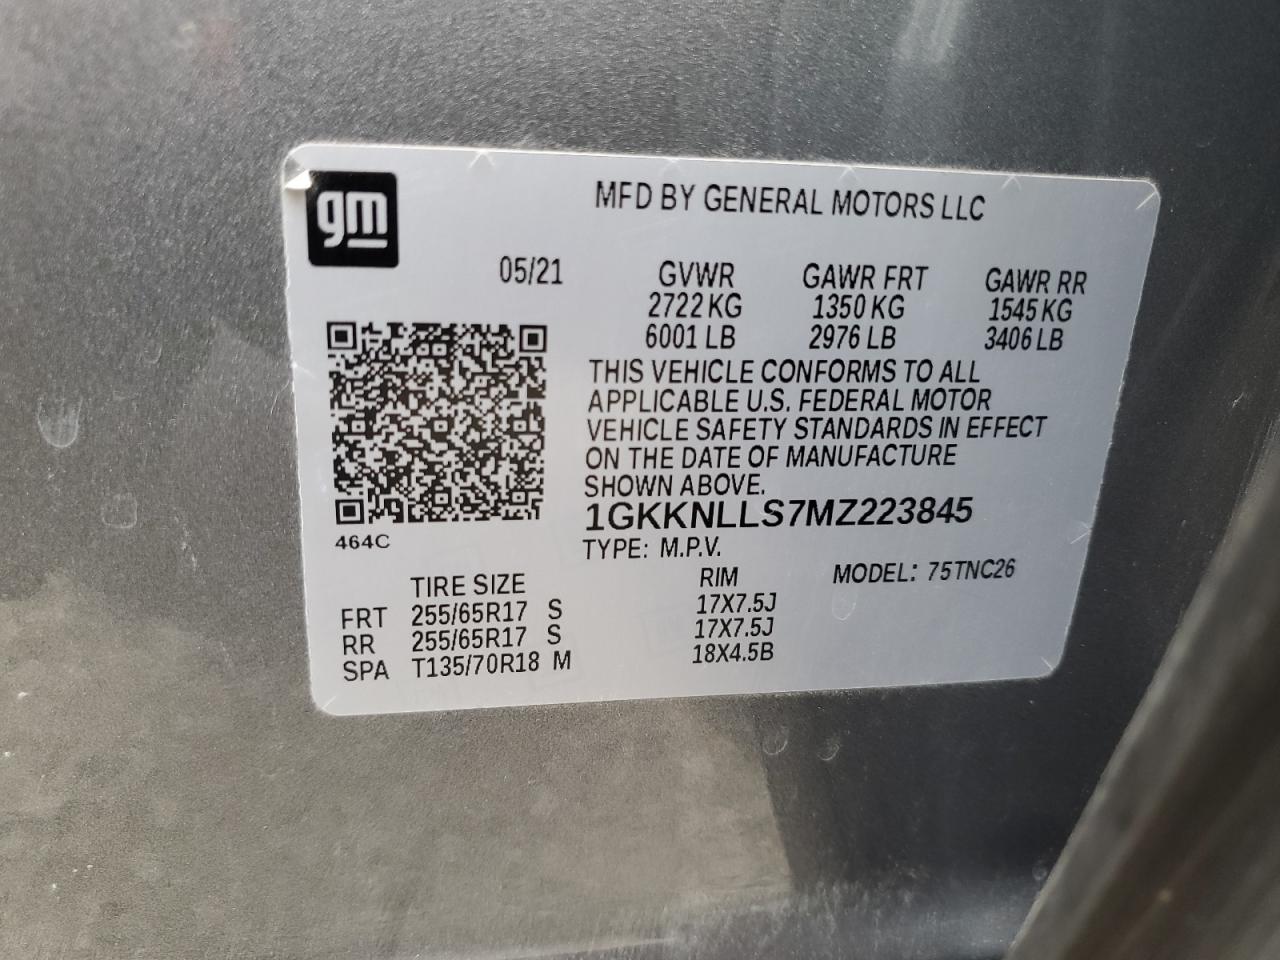 gm
MFD BY GENERAL MOTORS LLC
05/21 GVWR GAWR FRT GAWR RR
2722 KG 1350 KG 1545 KG
6001 LB 2976 LB 3406 LB
THIS VEHICLE CONFORMS TO ALL
APPLICABLE U.S. FEDERAL MOTOR
VEHICLE SAFETY STANDARDS IN EFFECT
ON THE DATE OF MANUFACTURE
SHOWN ABOVE.
1GKKNLLS7MZ223845
464C
TYPE: M.P.V.
TIRE SIZE RIM MODEL: 75TNC26
FRT 255/65R17 S 17X7.5J
RR 255/65R17 S 17X7.5J
SPA T135/70R18 M 18X4.5B